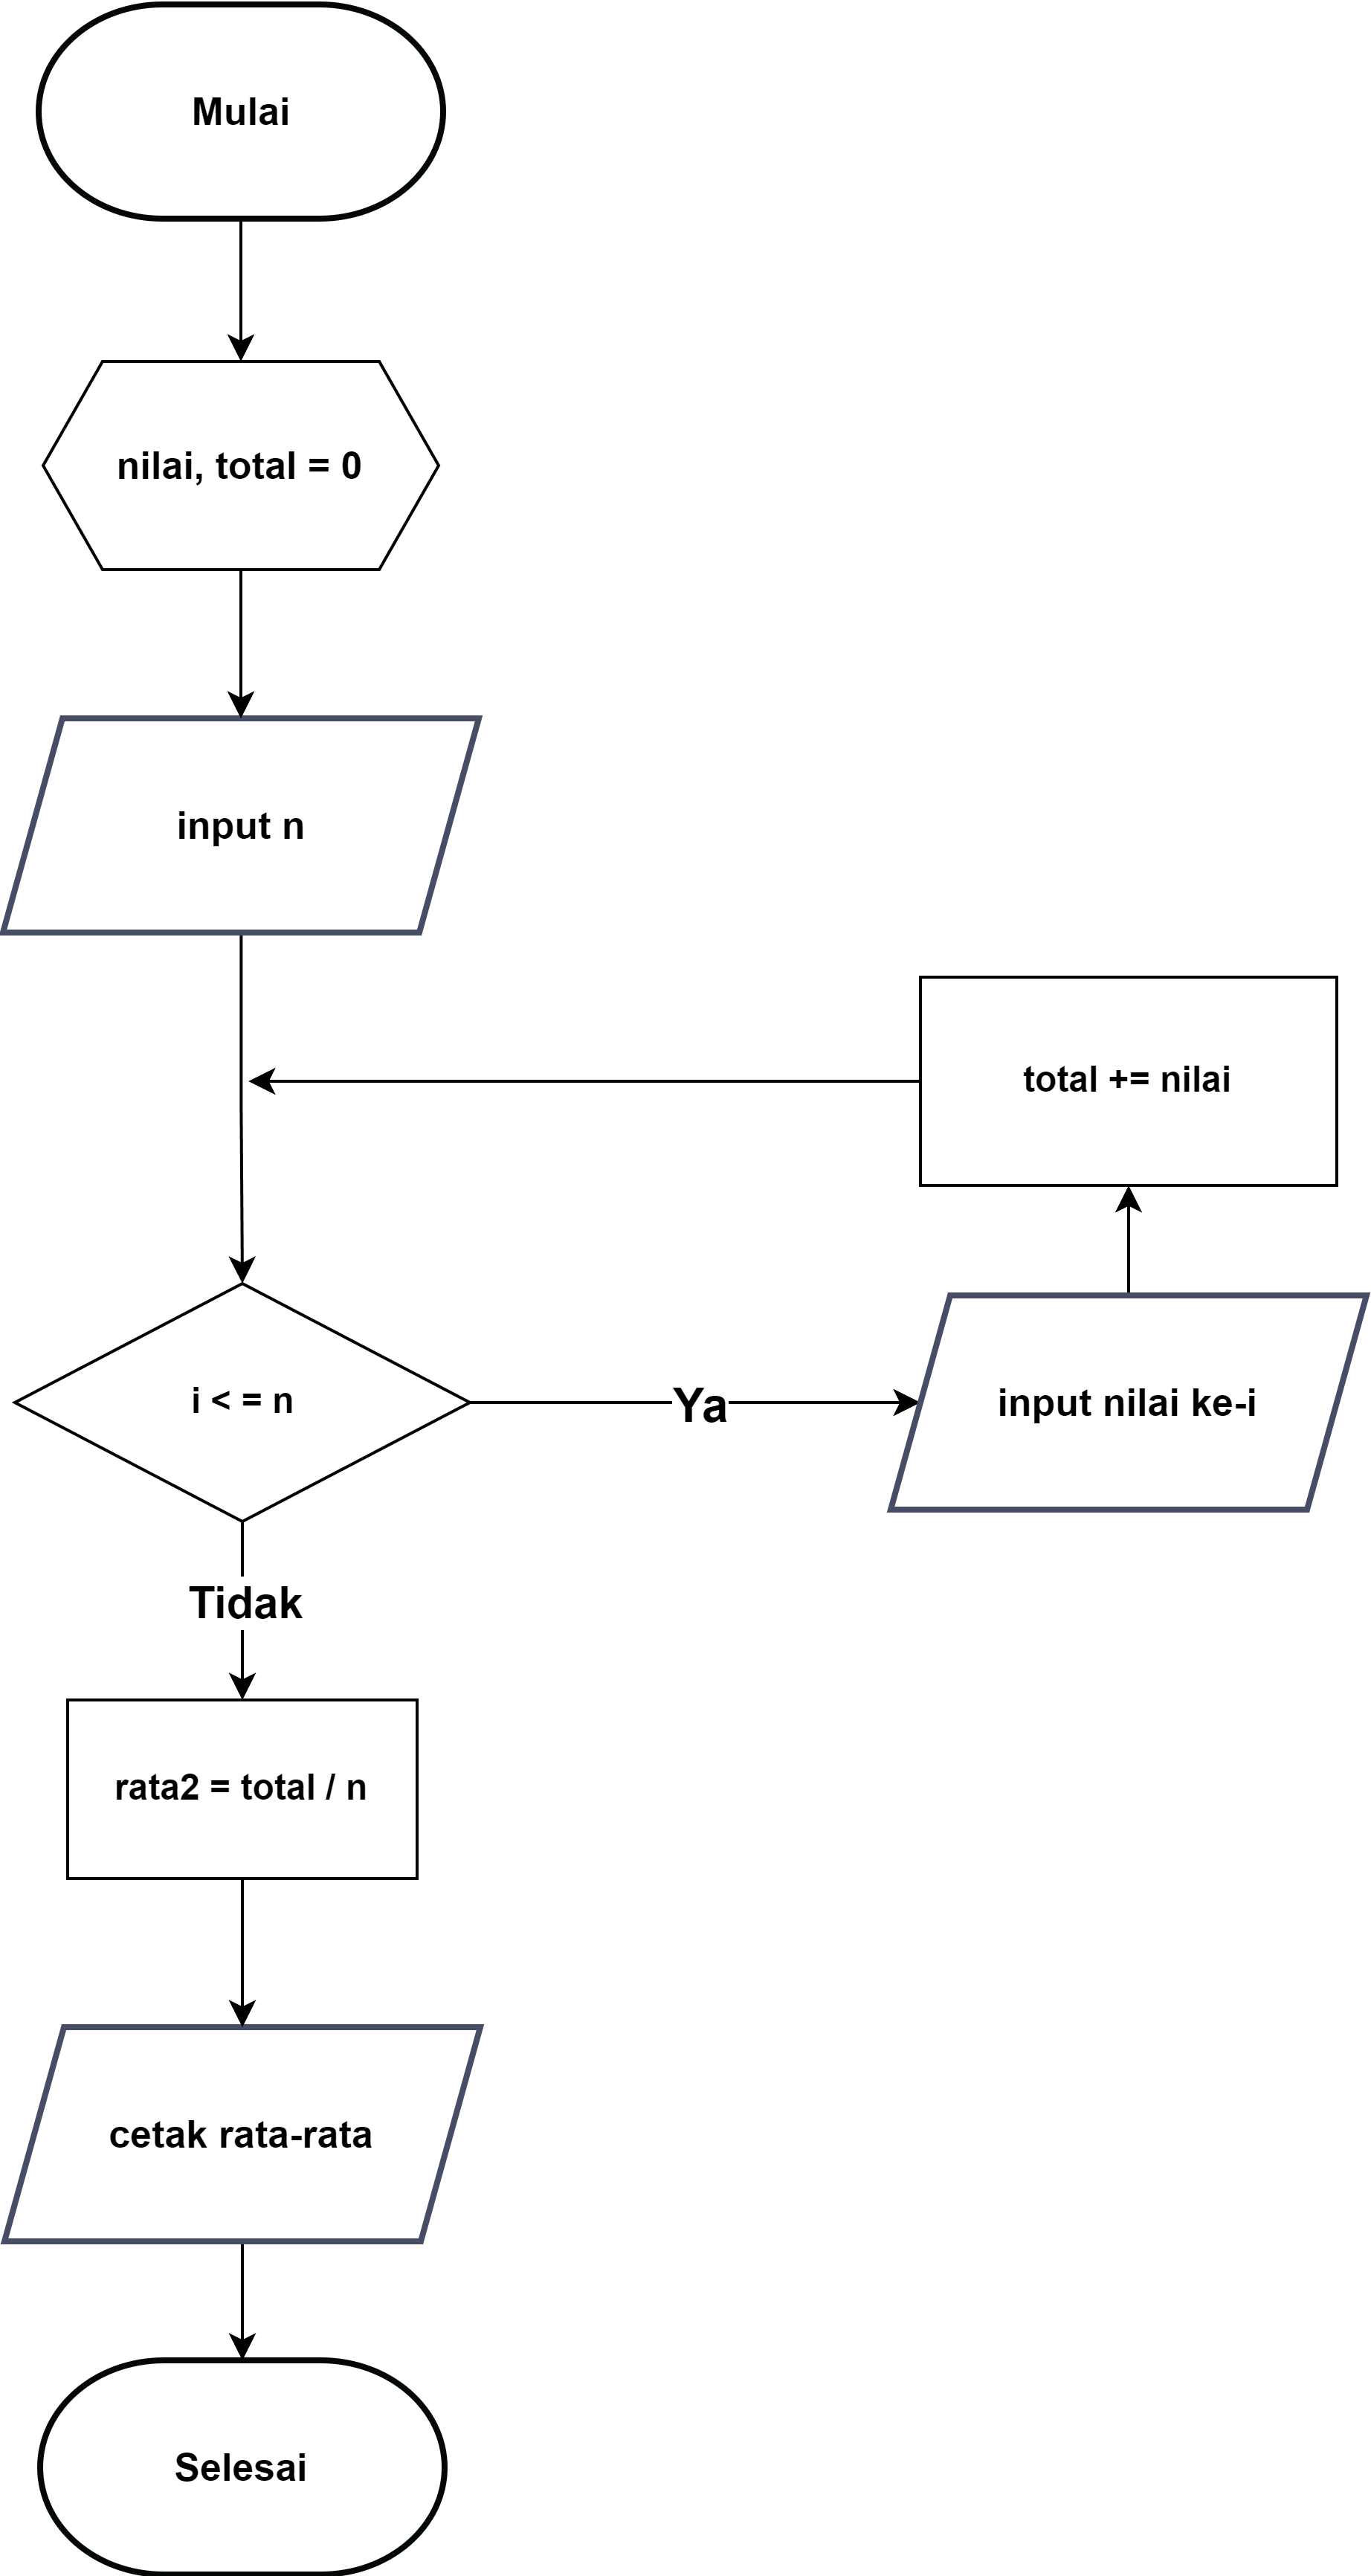 Mulai
nilai, total = 0
input n
total += nilai
i < = n
Ya
input nilai ke-i
Tidak
rata2 = total / n
cetak rata-rata
Selesai